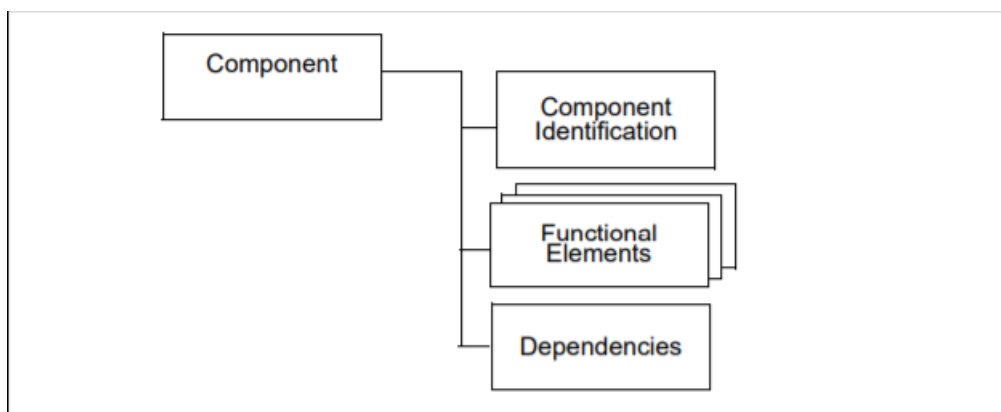 Component
Component
Identification
Functional
Elements
Dependencies